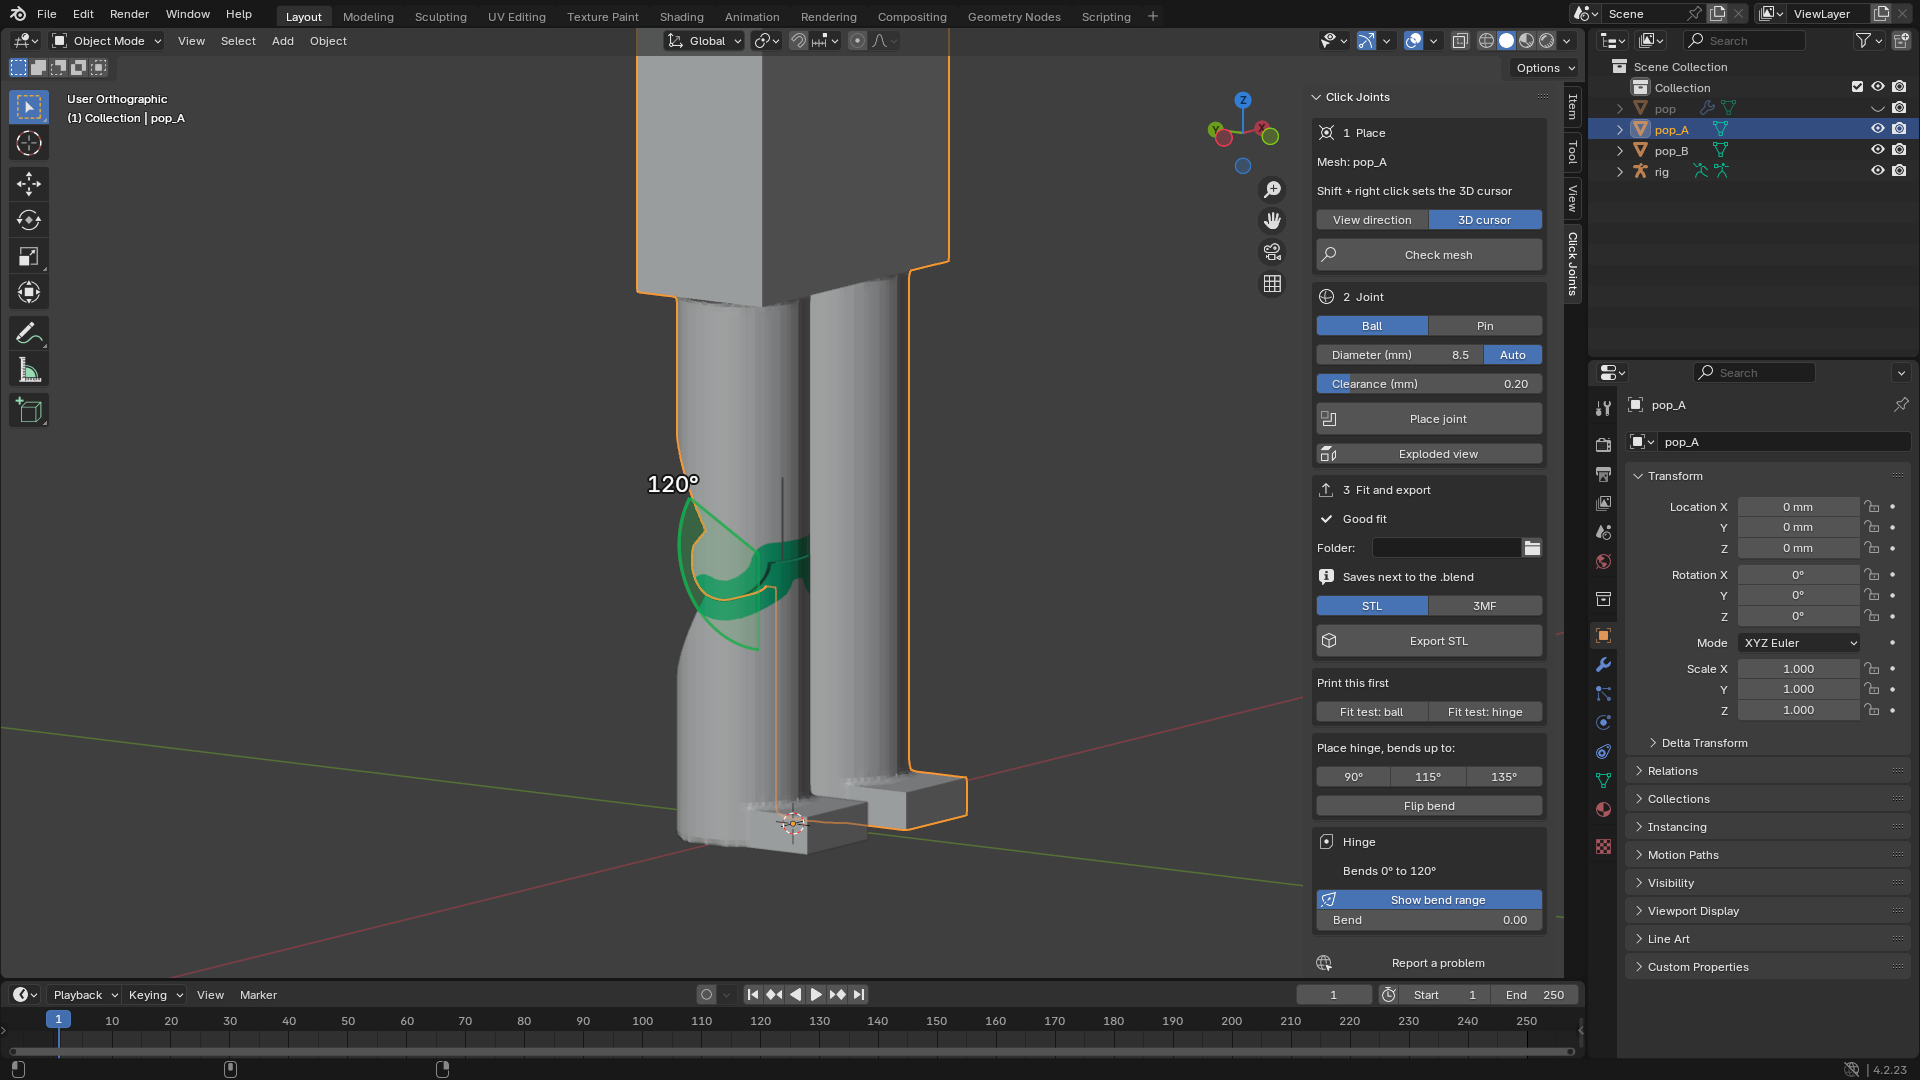 File Edit Render Window Help Layout Modeling Sculpting UV Editing Texture Paint Shading Animation Rendering Compositing Geometry Nodes Scripting Scene ViewLayer
Object Mode View Select Add Object Global Search
Options
User Orthographic
(1) Collection | pop_A
Z
Y
X
120°
Click Joints
1 Place
Mesh: pop_A
Shift + right click sets the 3D cursor
View direction 3D cursor
Check mesh
2 Joint
Ball Pin
Diameter (mm) 8.5 Auto
Clearance (mm) 0.20
Place joint
Exploded view
3 Fit and export
Good fit
Folder:
Saves next to the .blend
STL 3MF
Export STL
Print this first
Fit test: ball Fit test: hinge
Place hinge, bends up to:
90° 115° 135°
Flip bend
Hinge
Bends 0° to 120°
Show bend range
Bend 0.00
Report a problem
Item
Tool
View
Click Joints
Scene Collection
Collection
pop
pop_A
pop_B
rig
Search
pop_A
pop_A
Transform
Location X 0 mm
Y 0 mm
Z 0 mm
Rotation X 0°
Y 0°
Z 0°
Mode XYZ Euler
Scale X 1.000
Y 1.000
Z 1.000
Delta Transform
Relations
Collections
Instancing
Motion Paths
Visibility
Viewport Display
Line Art
Custom Properties
Playback Keying View Marker 1 Start 1 End 250
1 10 20 30 40 50 60 70 80 90 100 110 120 130 140 150 160 170 180 190 200 210 220 230 240 250
4.2.23